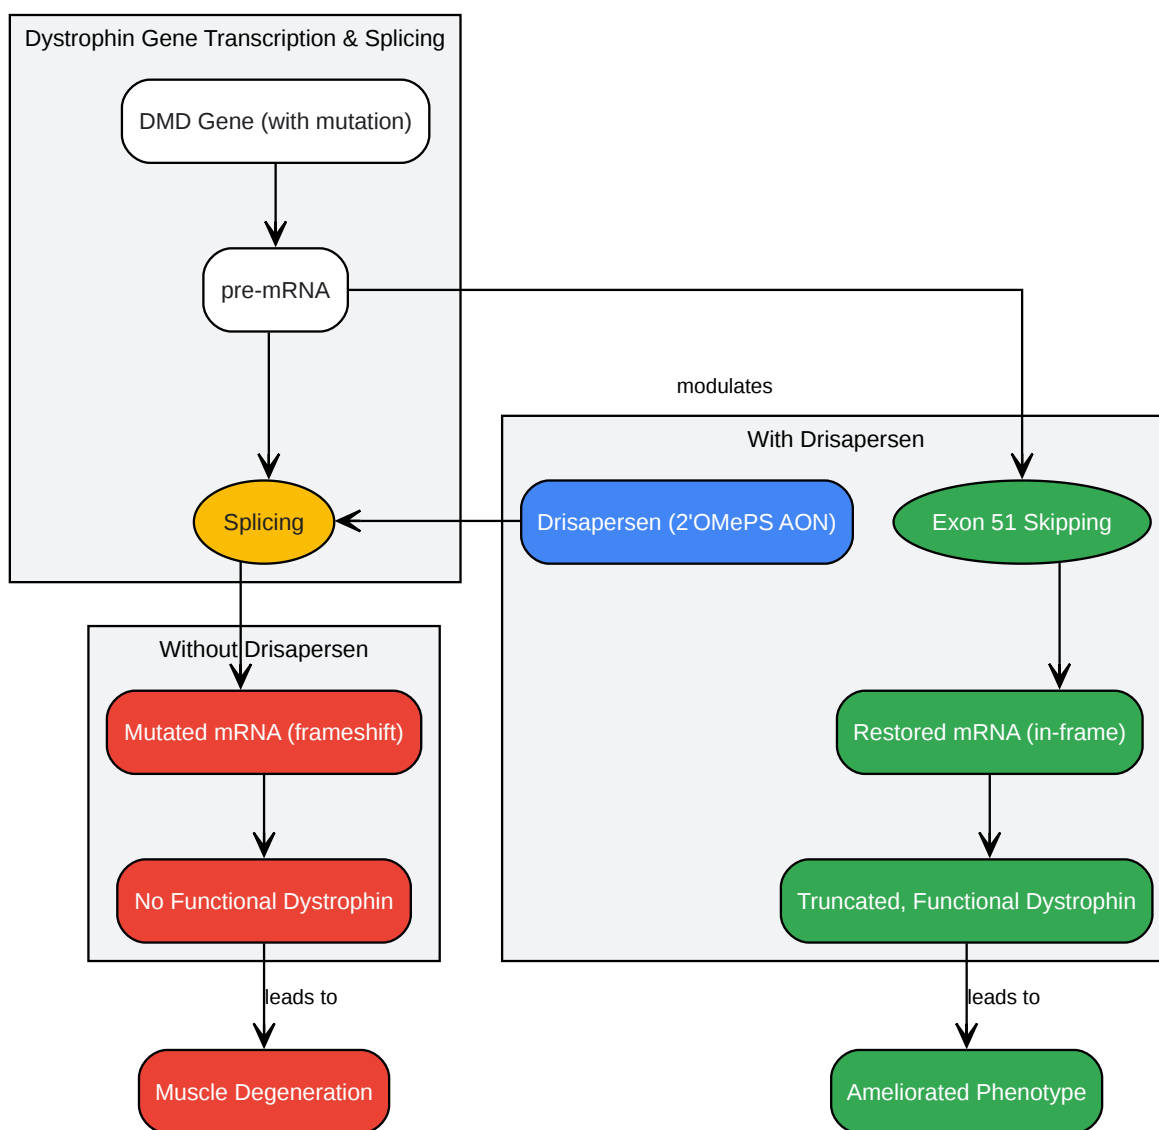 Dystrophin Gene Transcription & Splicing
DMD Gene (with mutation)
pre-mRNA
modulates
With Drisapersen
Splicing
Drisapersen (2'OMePS AON)
Exon 51 Skipping
Without Drisapersen
Mutated mRNA (frameshift)
Restored mRNA (in-frame)
No Functional Dystrophin
Truncated, Functional Dystrophin
leads to
leads to
Muscle Degeneration
Ameliorated Phenotype